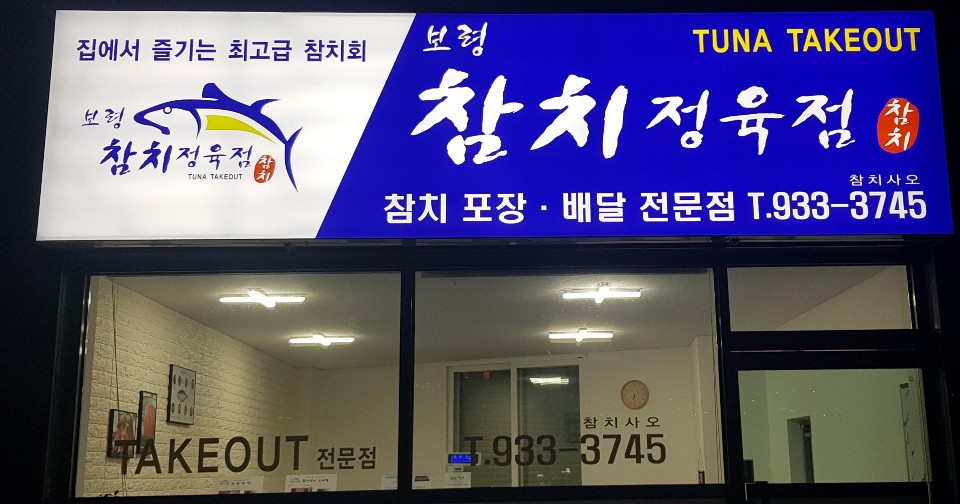 집에서 즐기는 최고급 참치회
보령
참치정육점 참치
TUNA TAKEOUT
보령
TUNA TAKEOUT
참치정육점 참치
참치사오
참치 포장·배달 전문점 T.933-3745
TAKEOUT 전문점
참치사오
T.933-3745